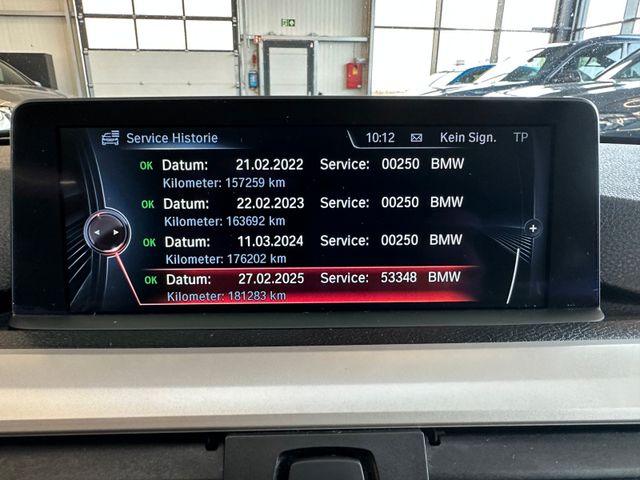 Service Historie 10:12 Kein Sign. TP
OK Datum: 21.02.2022 Service: 00250 BMW
Kilometer: 157259 km
OK Datum: 22.02.2023 Service: 00250 BMW
Kilometer: 163692 km
OK Datum: 11.03.2024 Service: 00250 BMW
Kilometer: 176202 km
OK Datum: 27.02.2025 Service: 53348 BMW
Kilometer: 181283 km